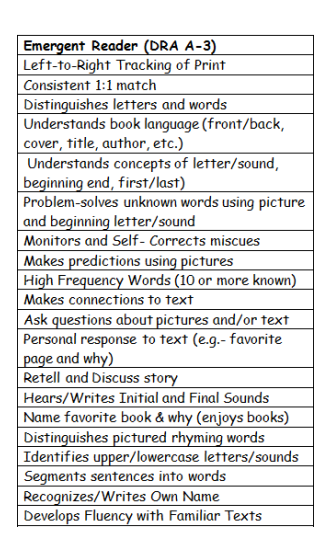 Emergent Reader (DRA A-3)
Left-to-Right Tracking of Print
Consistent 1:1 match
Distinguishes letters and words
Understands book language (front/back,
cover, title, author, etc.)
Understands concepts of letter/sound,
beginning end, first/last)
Problem-solves unknown words using picture
and beginning letter/sound
Monitors and Self- Corrects miscues
Makes predictions using pictures
High Frequency Words (10 or more known)
Makes connections to text
Ask questions about pictures and/or text
Personal response to text (e.g.- favorite
page and why)
Retell and Discuss story
Hears/Writes Initial and Final Sounds
Name favorite book & why (enjoys books)
Distinguishes pictured rhyming words
Identifies upper/lowercase letters/sounds
Segments sentences into words
Recognizes/Writes Own Name
Develops Fluency with Familiar Texts